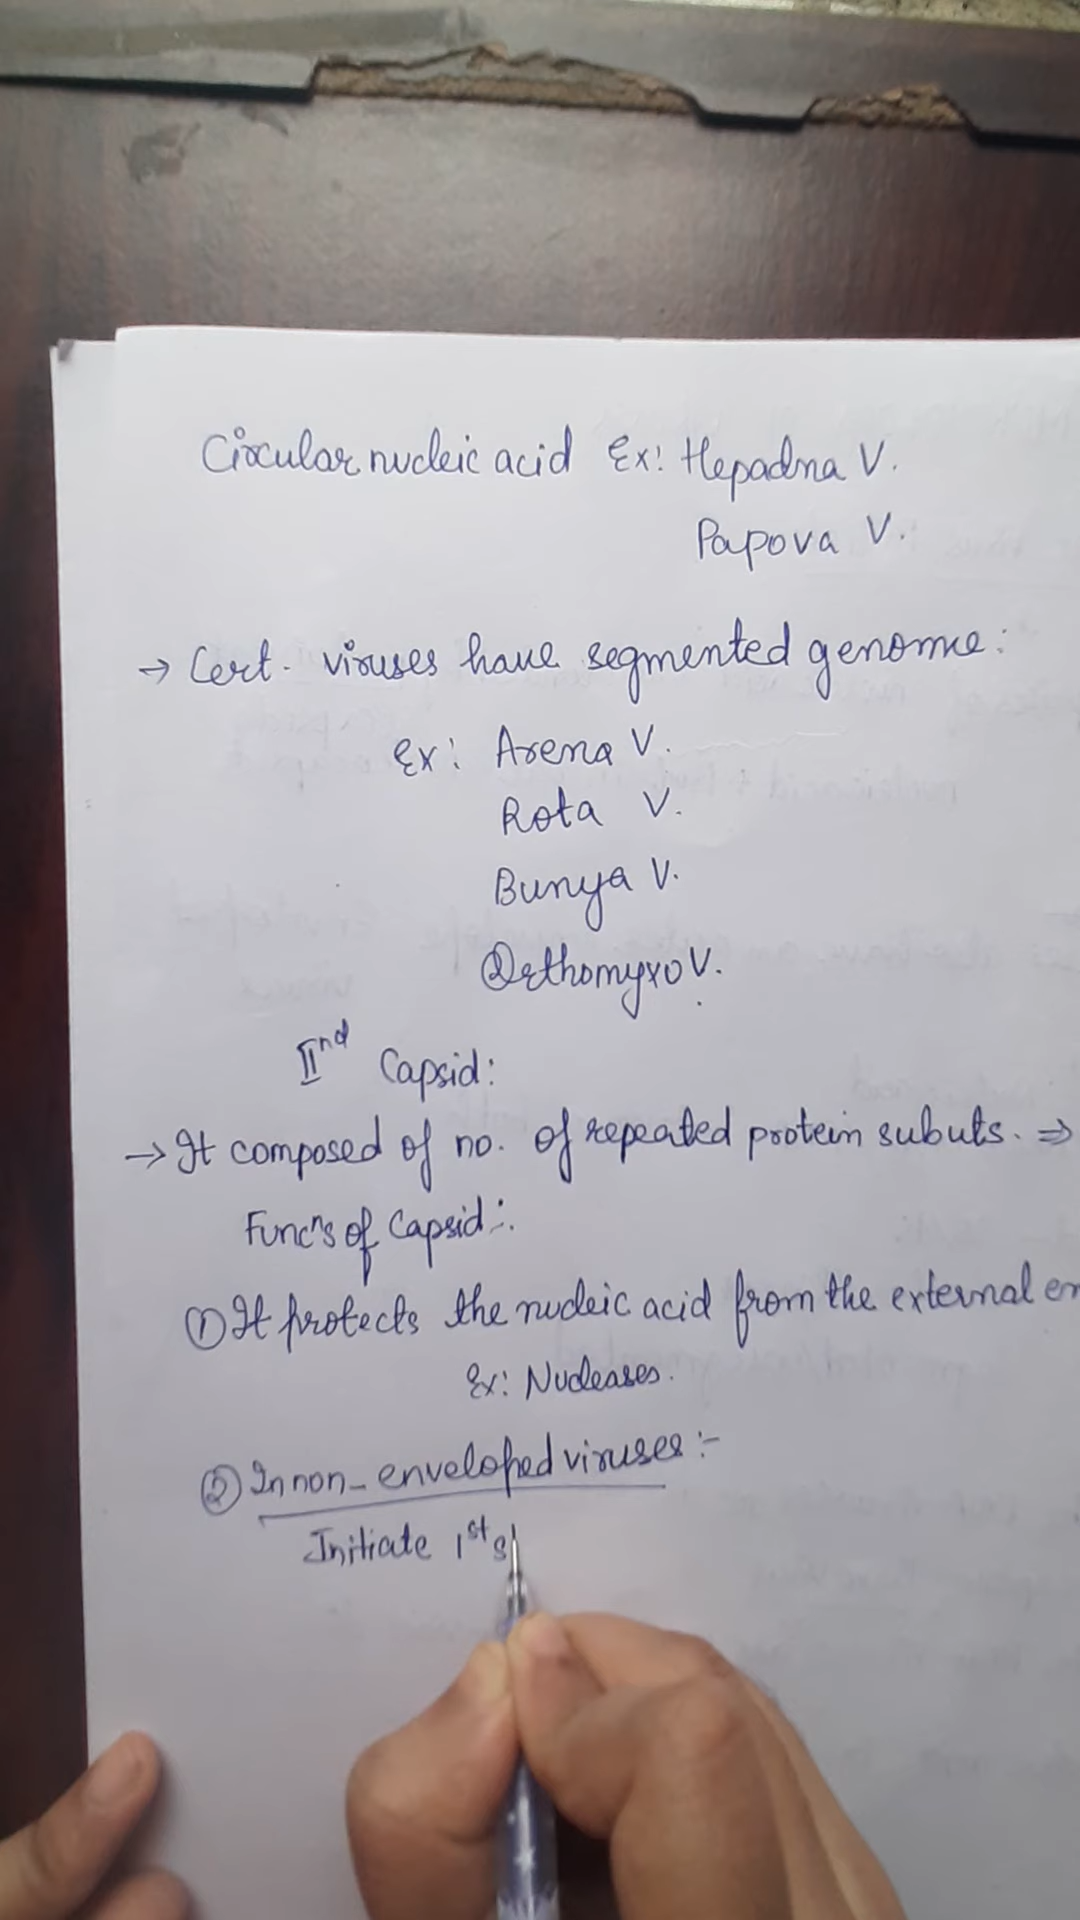 Circular nucleic acid Ex: Hepadna V.
Papova V.
→ Cert. viruses have segmented genome:
Ex: Arena V.
Rota V.
Bunya V.
Orthomyxo V.
IInd Capsid:
→ It composed of no. of repeated protein subuts. ⇒
Funcns of Capsid:
① It protects the nucleic acid from the external en
Ex: Nucleases.
② In non-enveloped viruses:-
Initiate 1st s